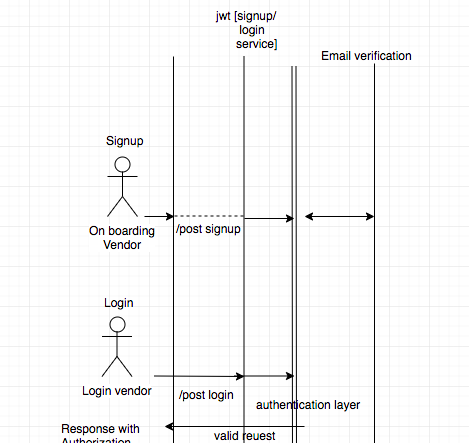 jwt [signup/
login
service]
Email verification
Signup
On boarding
Vendor
/post signup
Login
Login vendor
/post login
authentication layer
Response with
Authorization
valid reuest